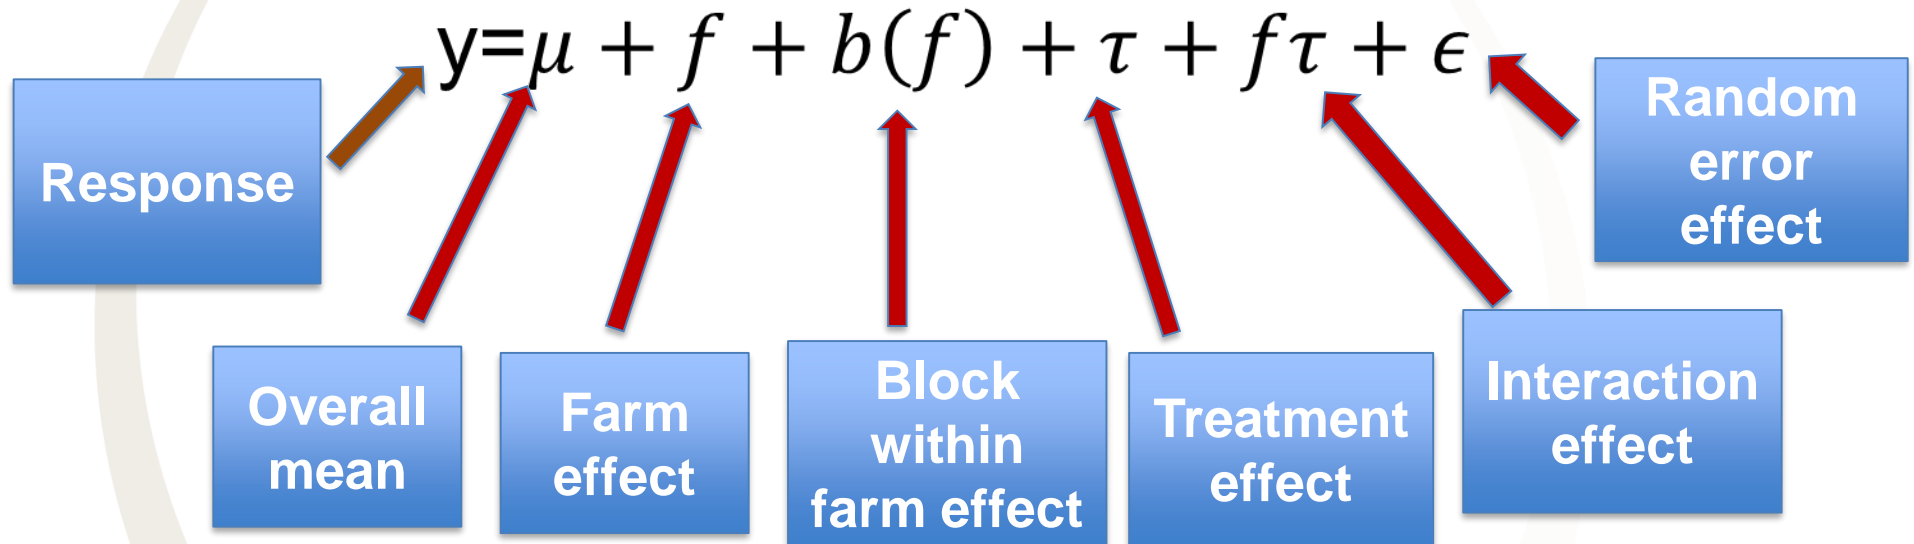 y=μ + f + b(f) + τ + fτ + ϵ
Response
Overall
mean
Farm
effect
Block
within
farm effect
Treatment
effect
Interaction
effect
Random
error
effect